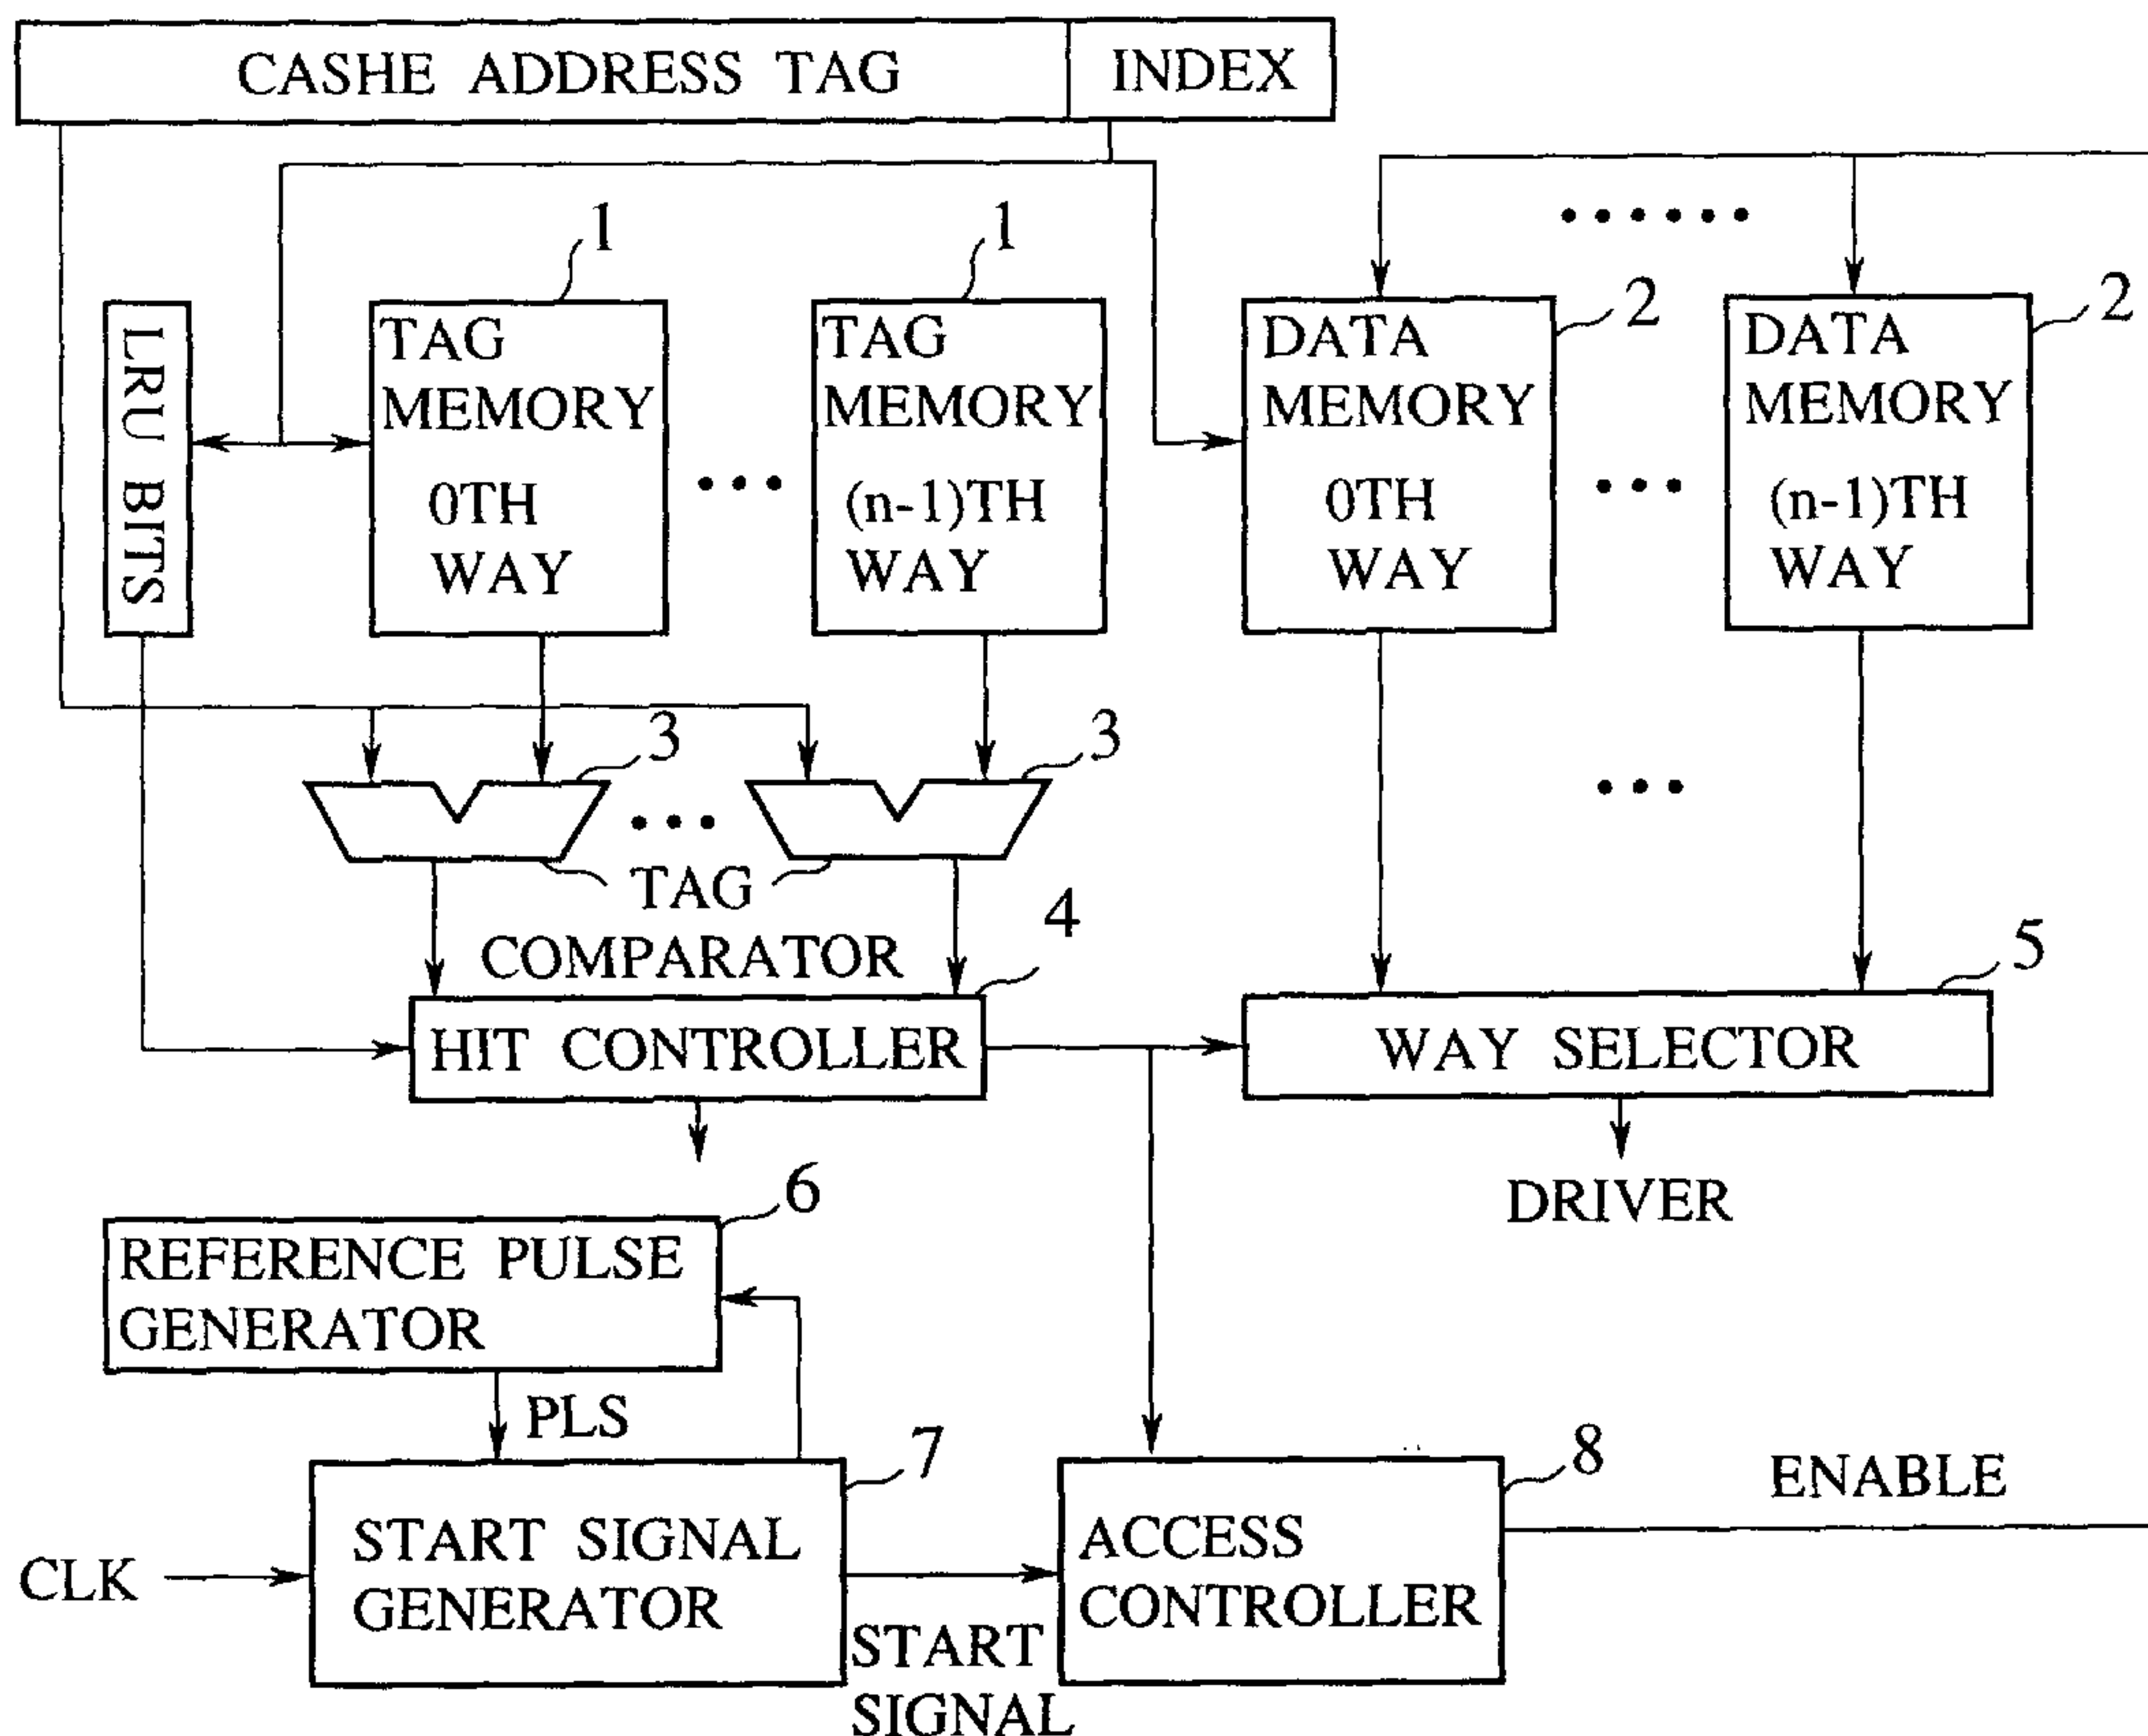 CASHE ADDRESS TAG
INDEX
1
1
2
2
LRU BITS
TAG
MEMORY
0TH
WAY
TAG
MEMORY
(n-1)TH
WAY
DATA
MEMORY
0TH
WAY
DATA
MEMORY
(n-1)TH
WAY
3
3
TAG
COMPARATOR
4
5
HIT CONTROLLER
WAY SELECTOR
DRIVER
6
REFERENCE PULSE
GENERATOR
PLS
7
8
ENABLE
CLK
START SIGNAL
GENERATOR
START
SIGNAL
ACCESS
CONTROLLER